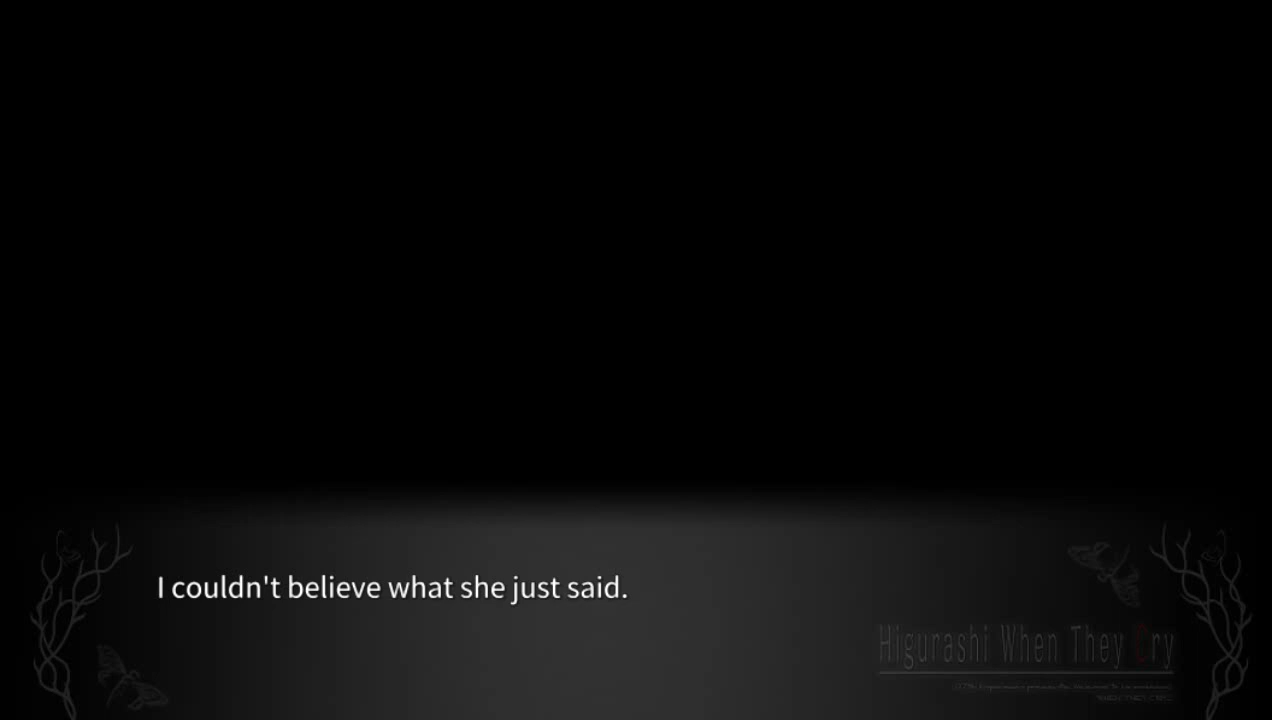 I couldn't believe what she just said.
Higurashi When They Cry